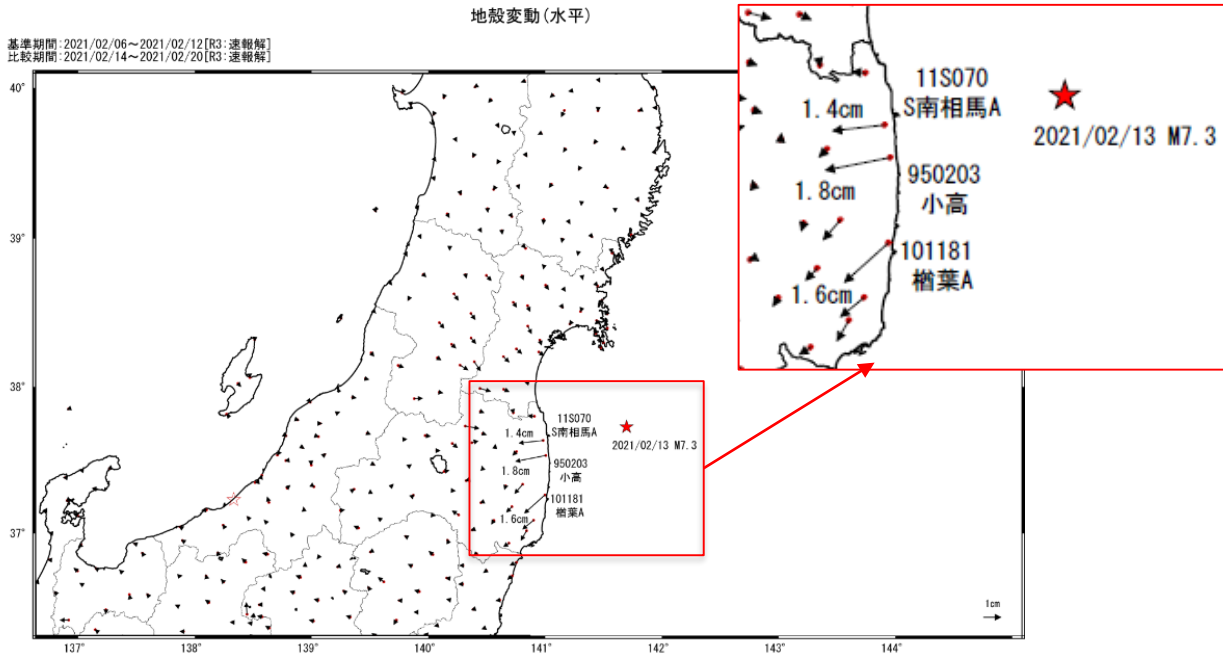 地殻変動(水平)
基準期間:2021/02/06~2021/02/12[R3:速報解]
比較期間:2021/02/14~2021/02/20[R3:速報解]
11S070
S南相馬A
1.4cm
2021/02/13 M7.3
950203
小高
1.8cm
101181
楢葉A
1.6cm
40°
39°
38°
37°
11S070
S南相馬A
1.4cm
2021/02/13 M7.3
950203
小高
1.8cm
101181
楢葉A
1.6cm
1cm
137°
138°
139°
140°
141°
142°
143°
144°